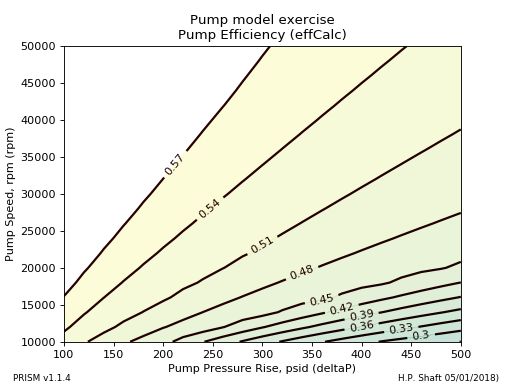 Pump model exercise
Pump Efficiency (effCalc)
50000
45000
40000
35000
30000
25000
20000
15000
10000
Pump Speed, rpm (rpm)
0.57
0.54
0.51
0.48
0.45
0.42
0.39
0.36
0.33
0.3
100 150 200 250 300 350 400 450 500
Pump Pressure Rise, psid (deltaP)
PRISM v1.1.4
H.P. Shaft 05/01/2018)